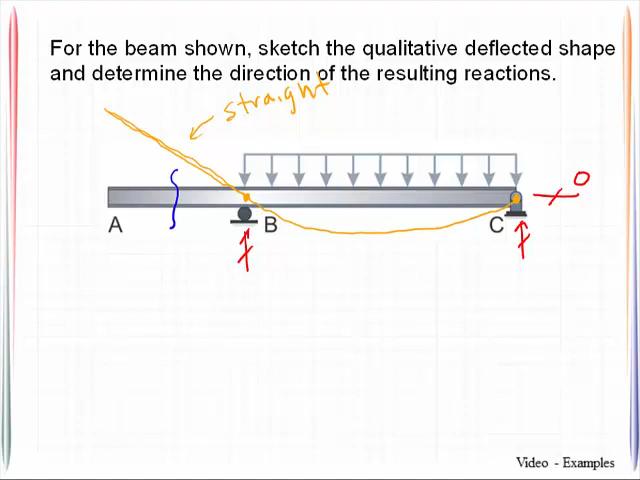 For the beam shown, sketch the qualitative deflected shape
and determine the direction of the resulting reactions.
straight
0
A
B
C
Video - Examples